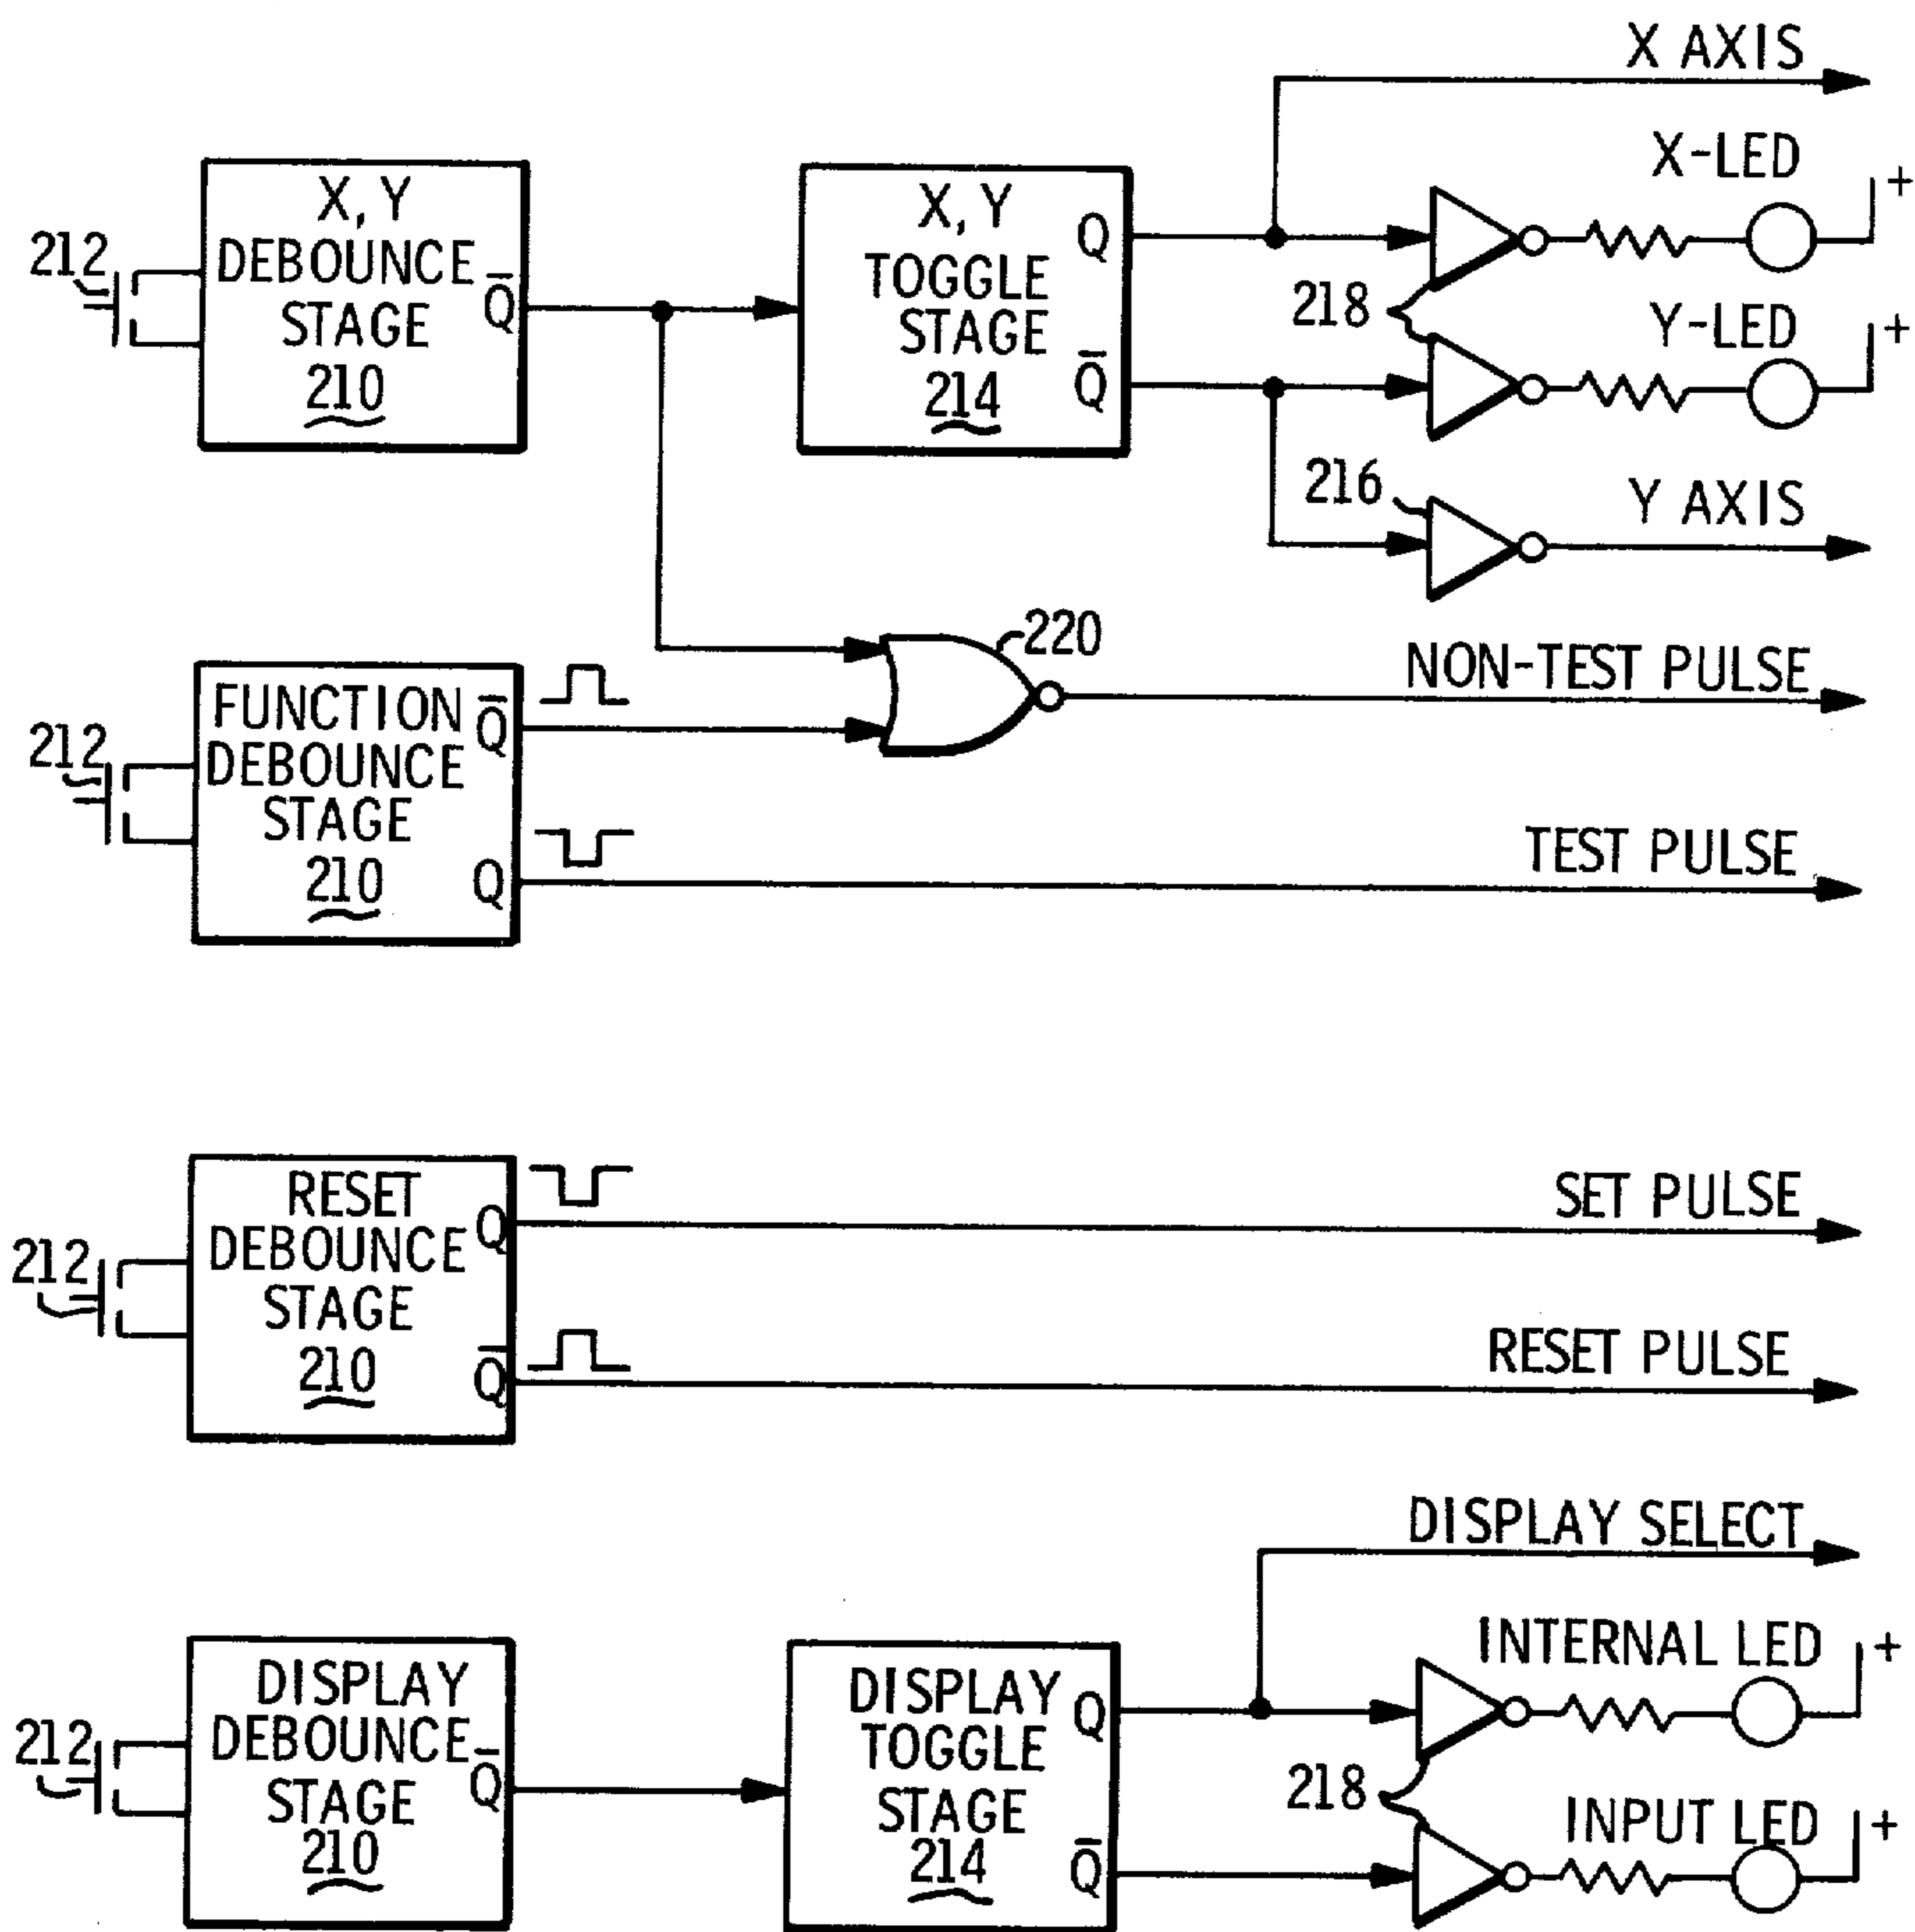 X AXIS
X-LED
+
X, Y
DEBOUNCE
STAGE
210
Q̅
212
X, Y
TOGGLE
STAGE
214
Q
Q̅
218
Y-LED
+
216
Y AXIS
220
NON-TEST PULSE
FUNCTION
DEBOUNCE
STAGE
210
Q̅
Q
212
TEST PULSE
RESET
DEBOUNCE
STAGE
210
Q
Q̅
212
SET PULSE
RESET PULSE
DISPLAY SELECT
DISPLAY
DEBOUNCE
STAGE
210
Q̅
212
DISPLAY
TOGGLE
STAGE
214
Q
Q̅
INTERNAL LED
+
218
INPUT LED
+